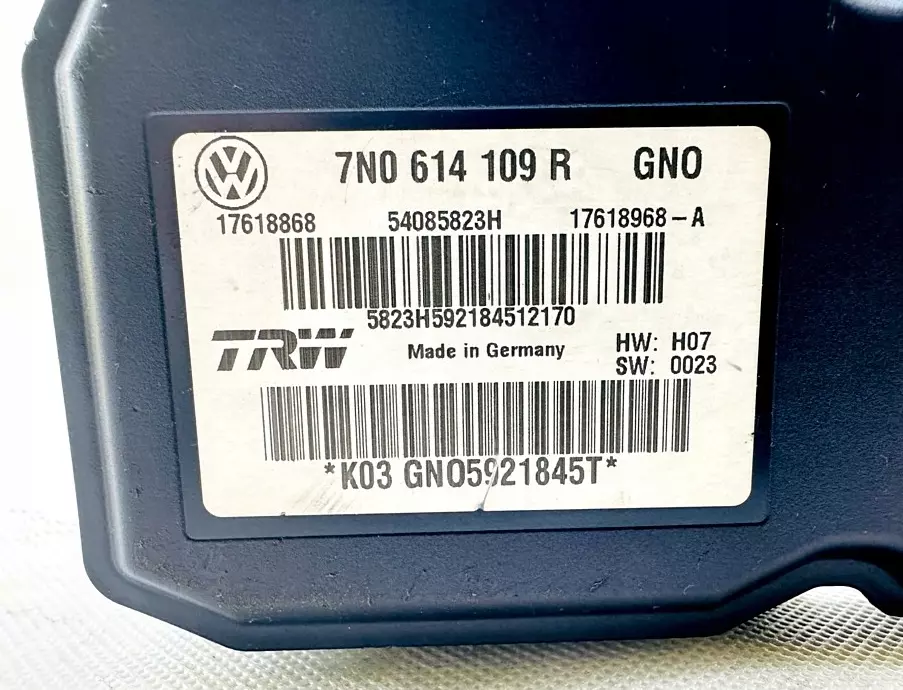 7N0 614 109 R GNO
17618868 54085823H 17618968-A
5823H592184512170
TRW Made in Germany HW: H07
SW: 0023
*K03 GNO5921845T*